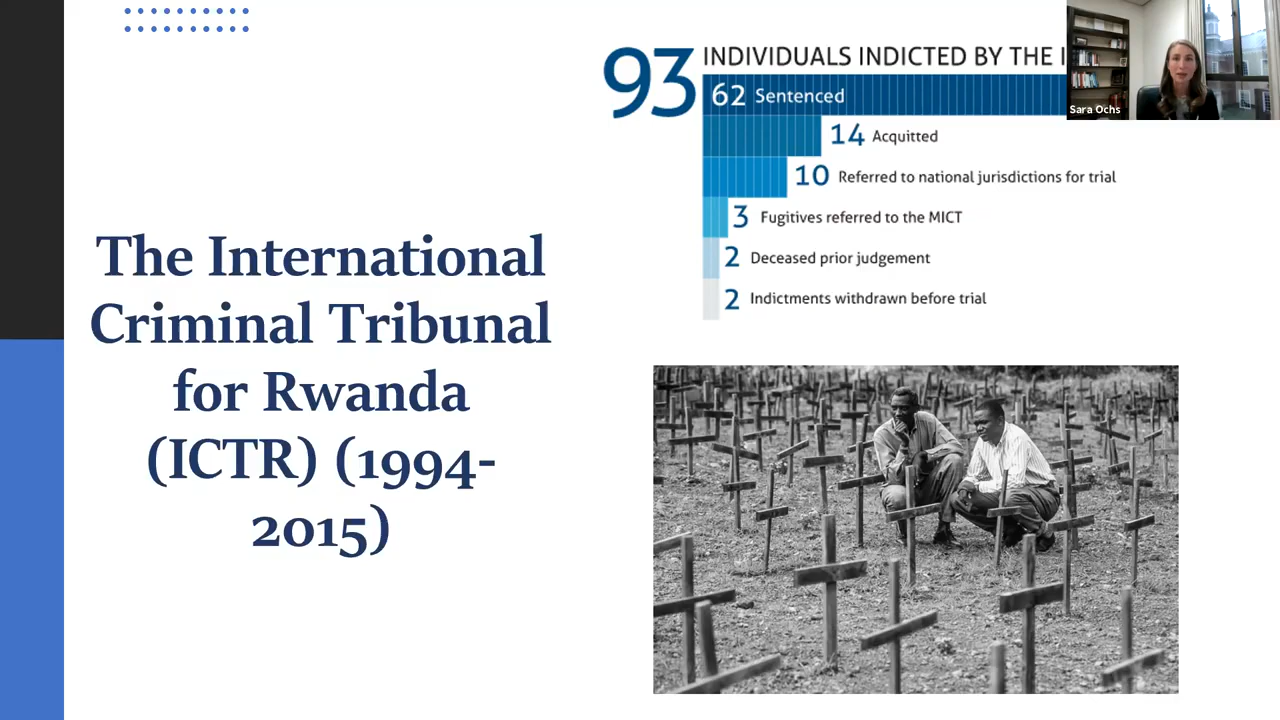 The International
Criminal Tribunal
for Rwanda
(ICTR) (1994-
2015)
93 INDIVIDUALS INDICTED BY THE
62 Sentenced
14 Acquitted
10 Referred to national jurisdictions for trial
3 Fugitives referred to the MICT
2 Deceased prior judgement
2 Indictments withdrawn before trial
Sara Ochs